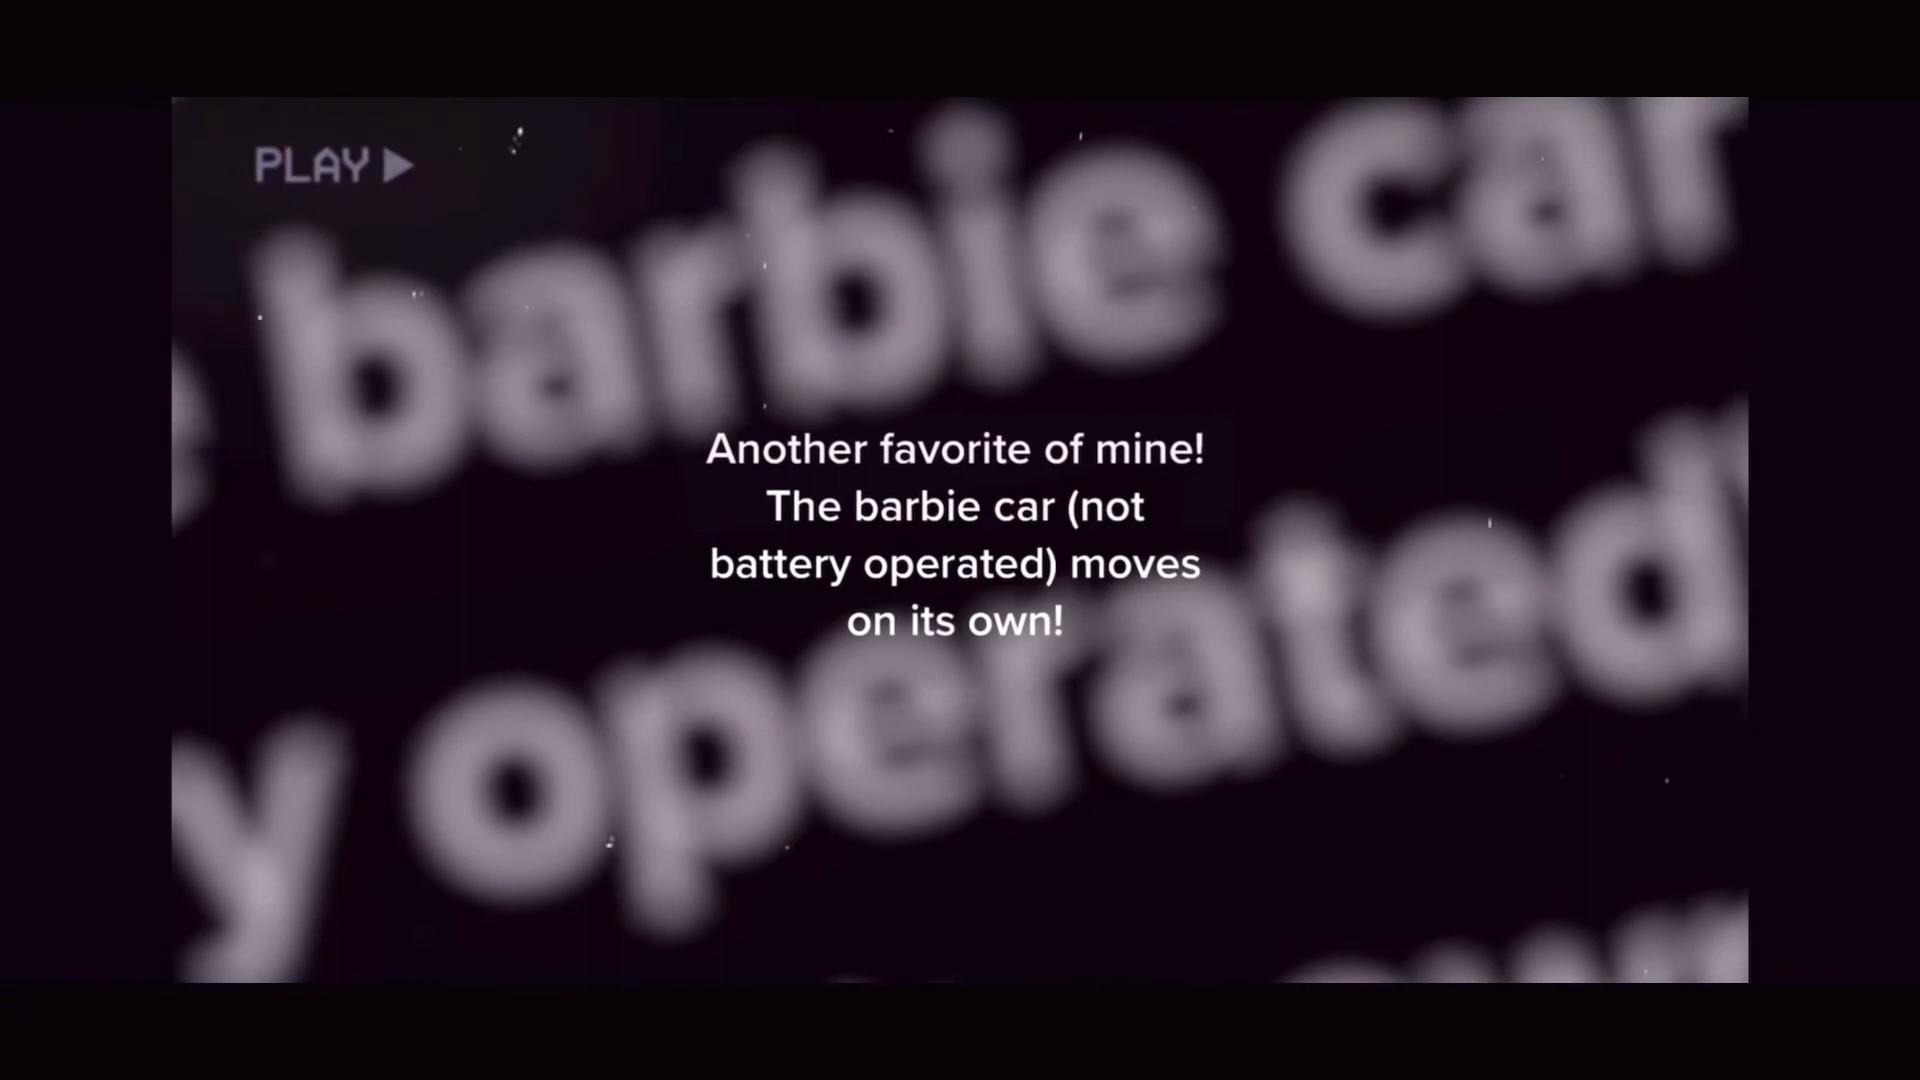 PLAY
barbie car
Another favorite of mine!
The barbie car (not
battery operated) moves
on its own!
y operated)